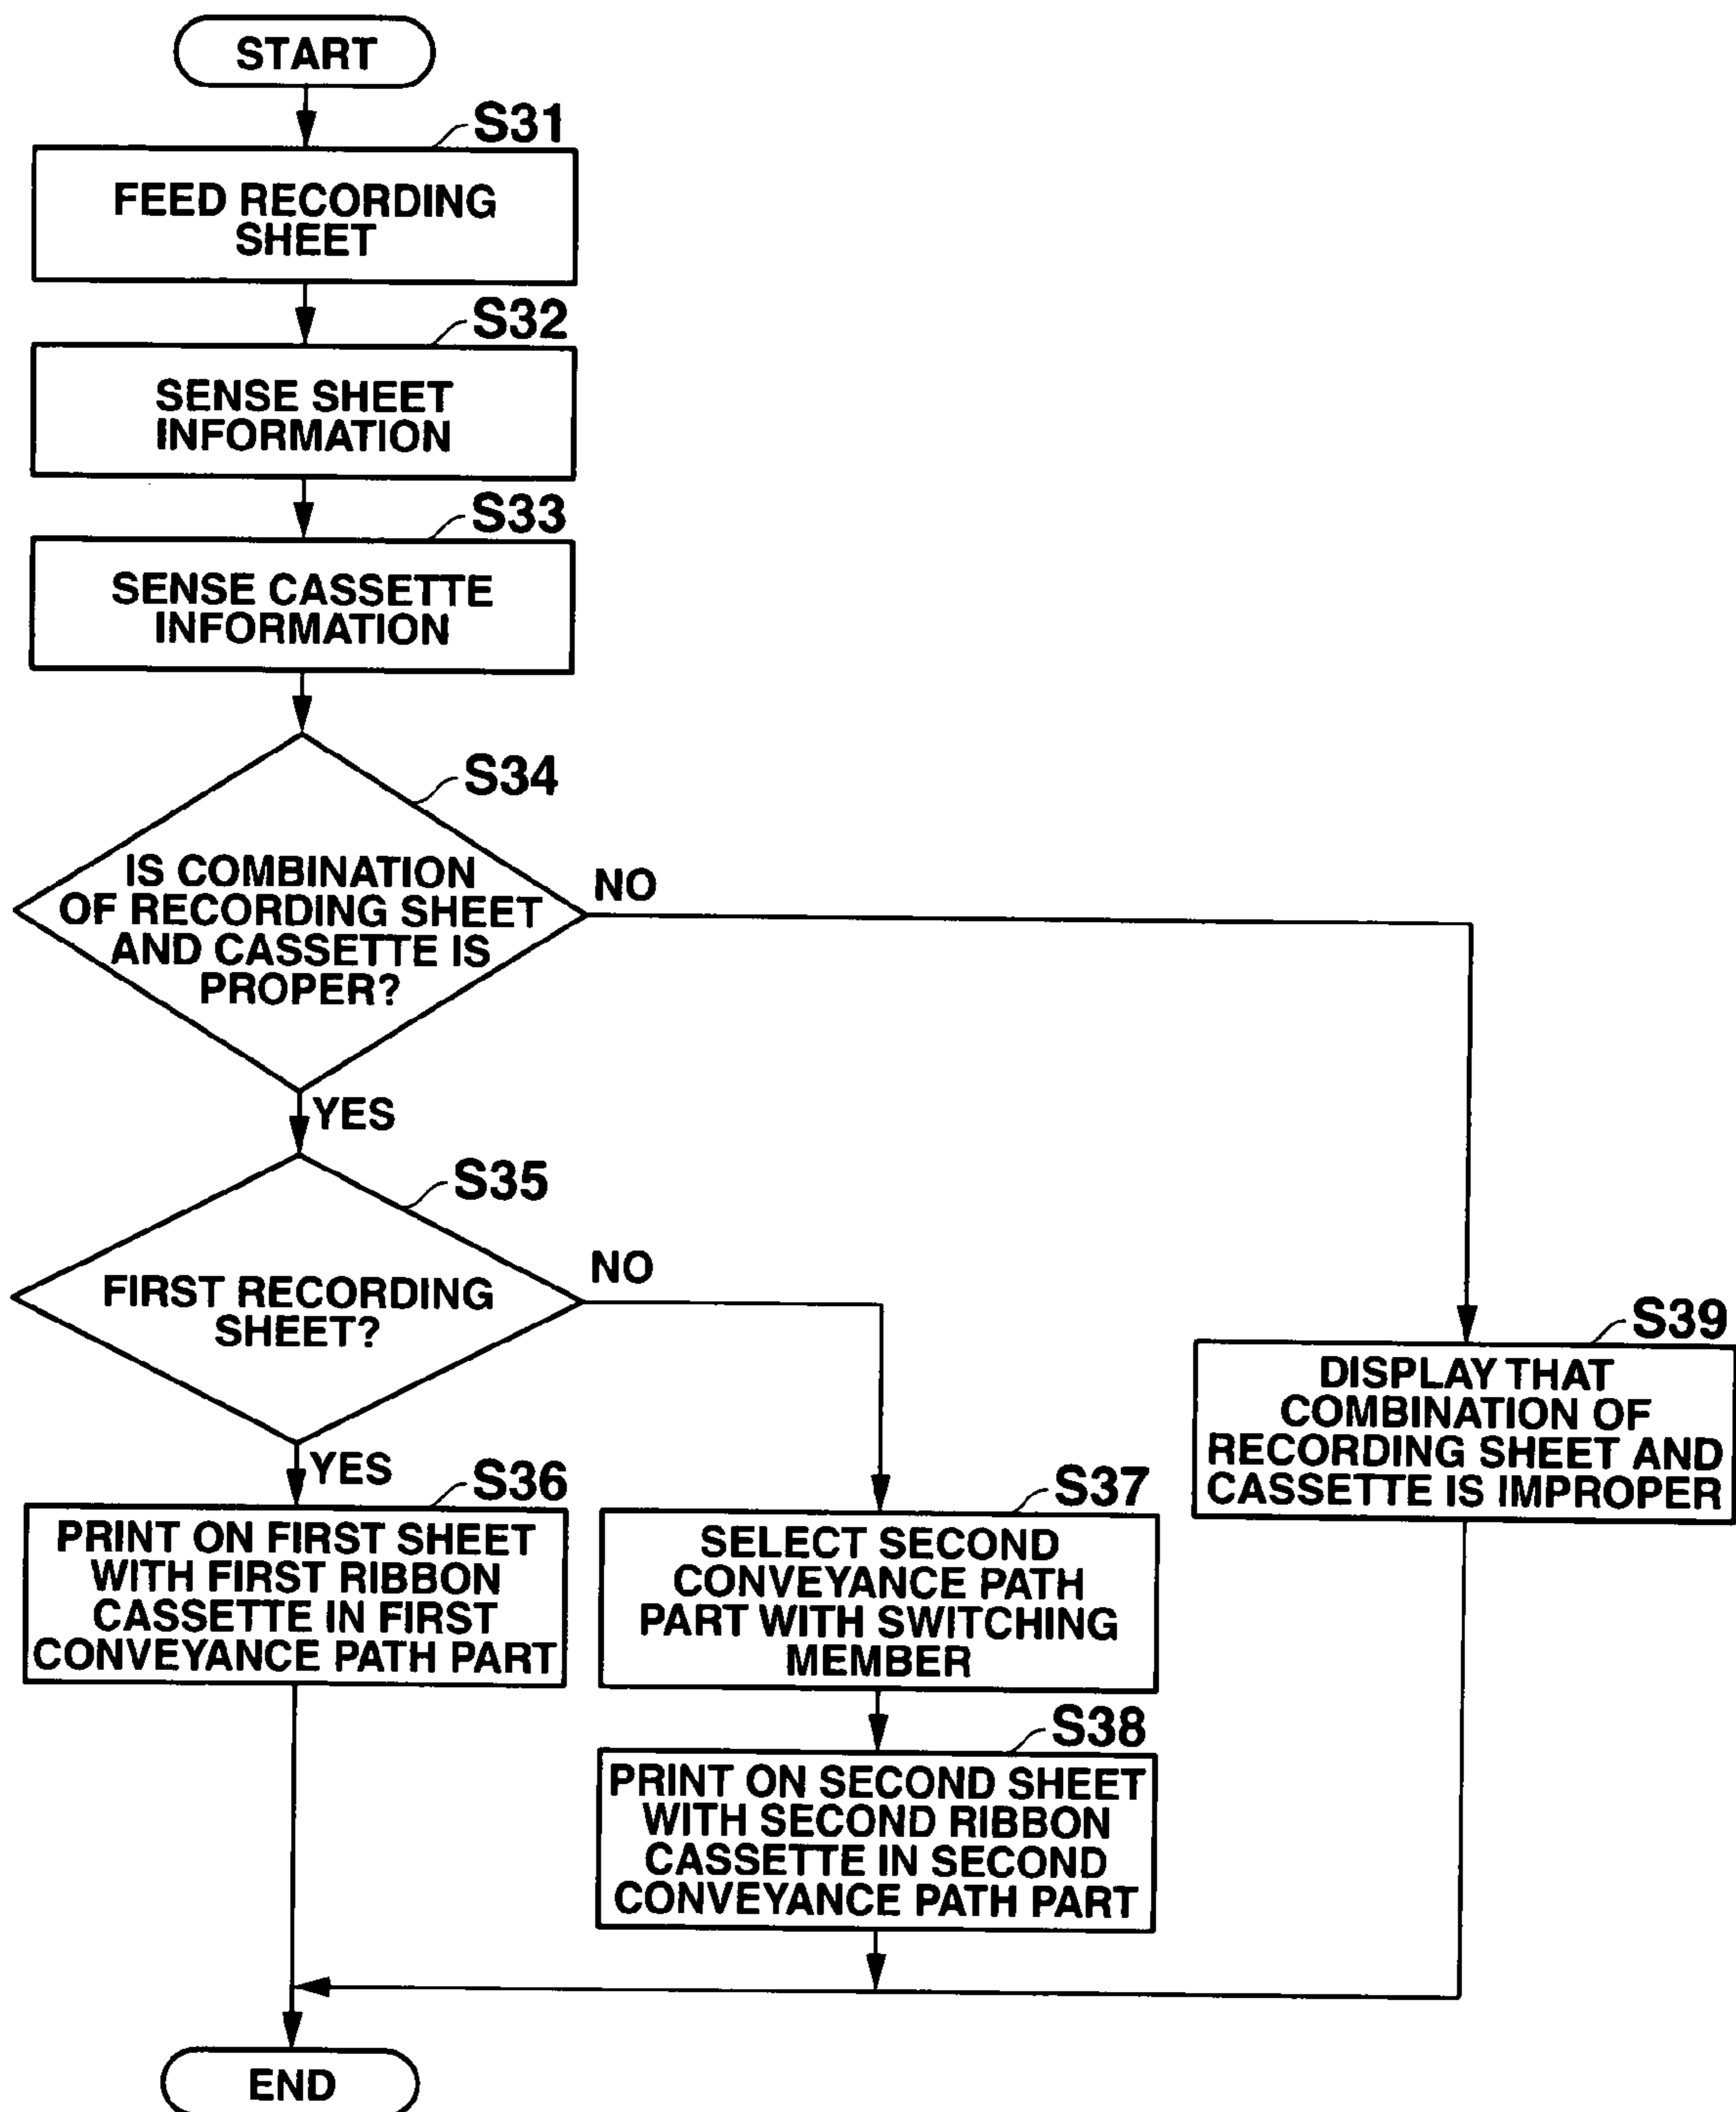 START
S31
FEED RECORDING
SHEET
S32
SENSE SHEET
INFORMATION
S33
SENSE CASSETTE
INFORMATION
S34
IS COMBINATION
OF RECORDING SHEET
AND CASSETTE IS
PROPER?
NO
YES
S35
FIRST RECORDING
SHEET?
NO
YES
S36
PRINT ON FIRST SHEET
WITH FIRST RIBBON
CASSETTE IN FIRST
CONVEYANCE PATH PART
S37
SELECT SECOND
CONVEYANCE PATH
PART WITH SWITCHING
MEMBER
S38
PRINT ON SECOND SHEET
WITH SECOND RIBBON
CASSETTE IN SECOND
CONVEYANCE PATH PART
S39
DISPLAY THAT
COMBINATION OF
RECORDING SHEET AND
CASSETTE IS IMPROPER
END